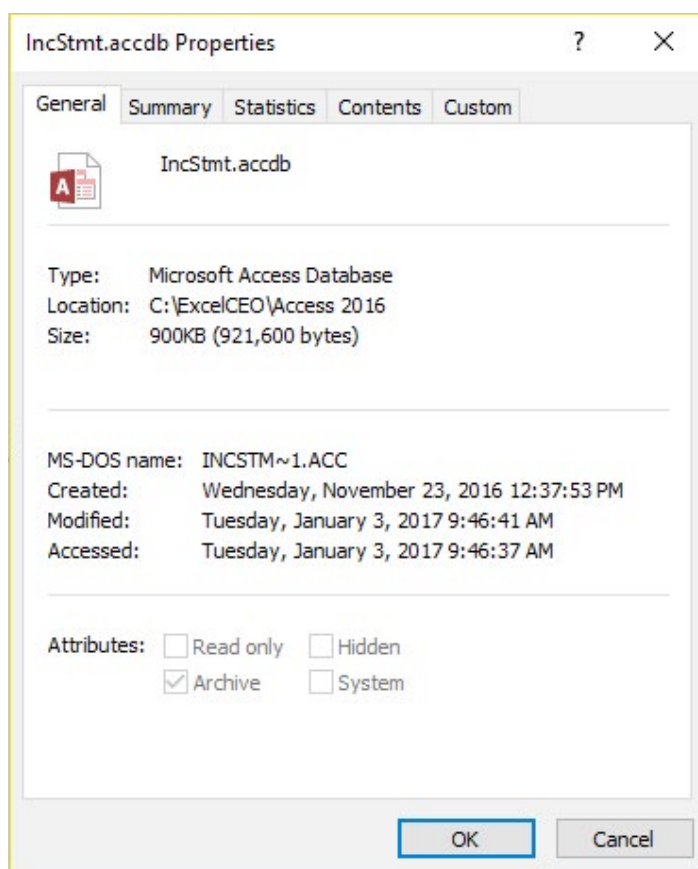 IncStmt.accdb Properties ? X
General Summary Statistics Contents Custom
A IncStmt.accdb
Type: Microsoft Access Database
Location: C:\ExcelCEO\Access 2016
Size: 900KB (921,600 bytes)
MS-DOS name: INCSTM~1.ACC
Created: Wednesday, November 23, 2016 12:37:53 PM
Modified: Tuesday, January 3, 2017 9:46:41 AM
Accessed: Tuesday, January 3, 2017 9:46:37 AM
Attributes: Read only Hidden
Archive System
OK Cancel